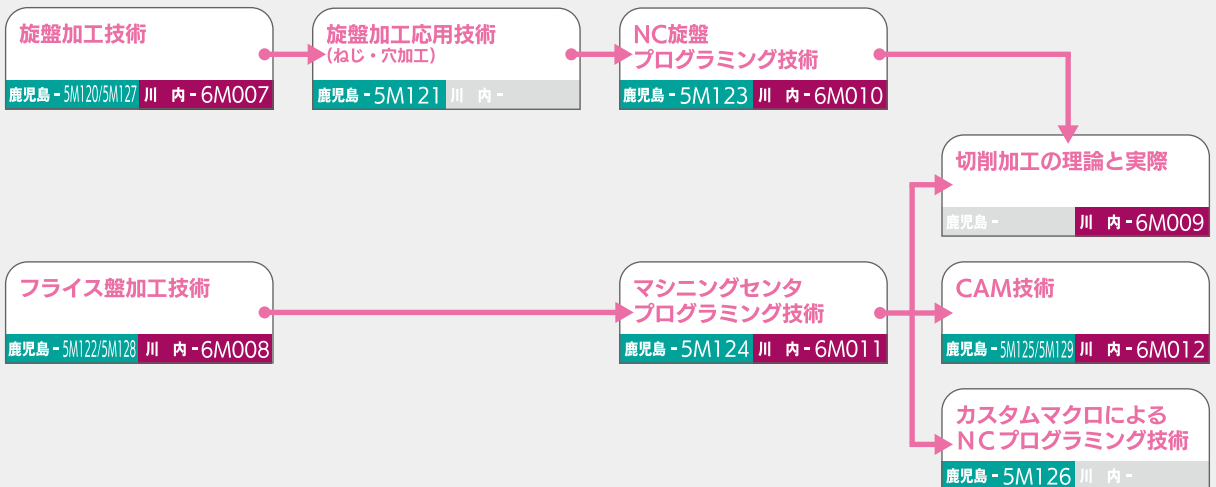 旋盤加工技術
鹿児島 - 5M120/5M127 川 内 - 6M007
旋盤加工応用技術
(ねじ・穴加工)
鹿児島 - 5M121 川 内 -
NC旋盤
プログラミング技術
鹿児島 - 5M123 川 内 - 6M010
切削加工の理論と実際
鹿児島 - 川 内 - 6M009
フライス盤加工技術
鹿児島 - 5M122/5M128 川 内 - 6M008
マシニングセンタ
プログラミング技術
鹿児島 - 5M124 川 内 - 6M011
CAM技術
鹿児島 - 5M125/5M129 川 内 - 6M012
カスタムマクロによる
NCプログラミング技術
鹿児島 - 5M126 川 内 -